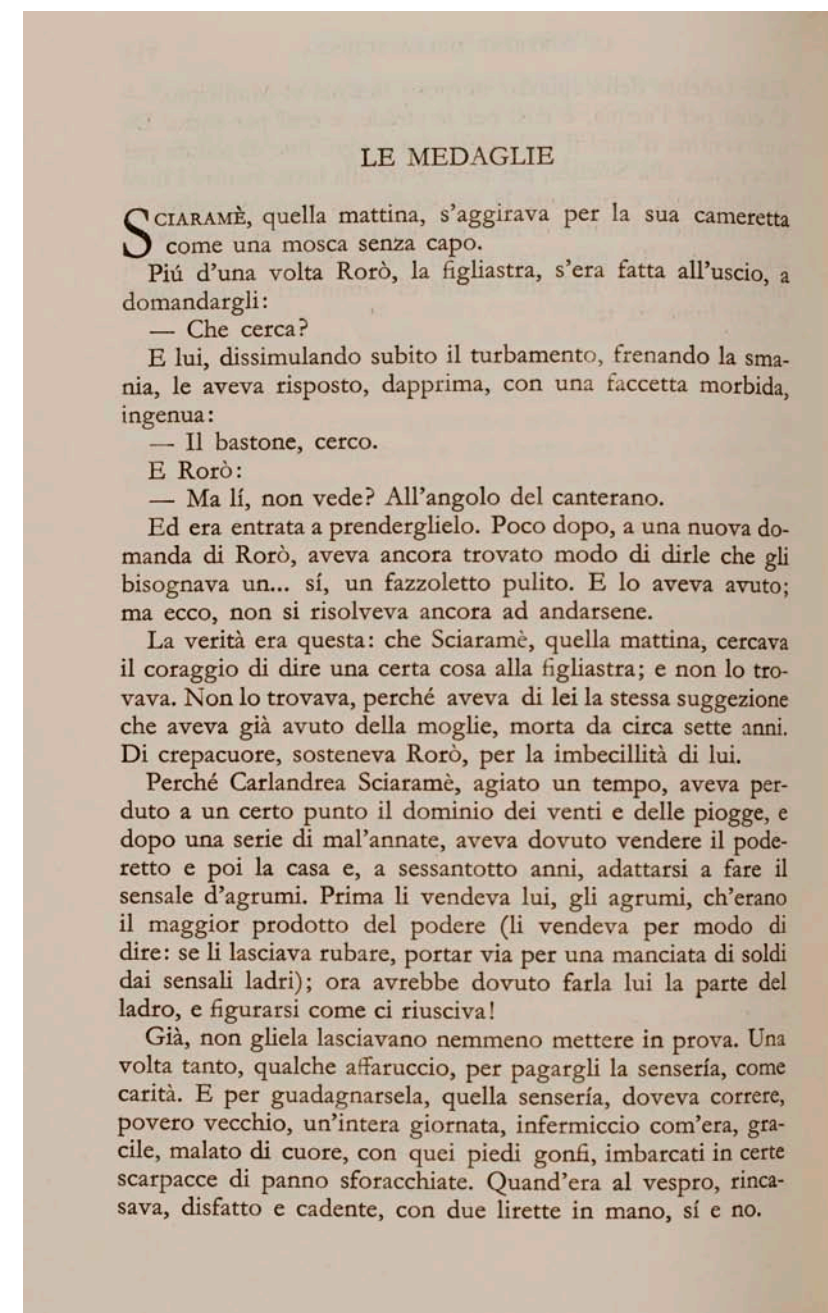 LE MEDAGLIE
SCIARAMÈ, quella mattina, s'aggirava per la sua cameretta
come una mosca senza capo.
Piú d'una volta Rorò, la figliastra, s'era fatta all'uscio, a
domandargli:
— Che cerca?
E lui, dissimulando subito il turbamento, frenando la sma-
nia, le aveva risposto, dapprima, con una faccetta morbida,
ingenua:
— Il bastone, cerco.
E Rorò:
— Ma lí, non vede? All'angolo del canterano.
Ed era entrata a prenderglielo. Poco dopo, a una nuova do-
manda di Rorò, aveva ancora trovato modo di dirle che gli
bisognava un... sí, un fazzoletto pulito. E lo aveva avuto;
ma ecco, non si risolveva ancora ad andarsene.
La verità era questa: che Sciaramè, quella mattina, cercava
il coraggio di dire una certa cosa alla figliastra; e non lo tro-
vava. Non lo trovava, perché aveva di lei la stessa suggezione
che aveva già avuto della moglie, morta da circa sette anni.
Di crepacuore, sosteneva Rorò, per la imbecillità di lui.
Perché Carlandrea Sciaramè, agiato un tempo, aveva per-
duto a un certo punto il dominio dei venti e delle piogge, e
dopo una serie di mal'annate, aveva dovuto vendere il pode-
retto e poi la casa e, a sessantotto anni, adattarsi a fare il
sensale d'agrumi. Prima li vendeva lui, gli agrumi, ch'erano
il maggior prodotto del podere (li vendeva per modo di
dire: se li lasciava rubare, portar via per una manciata di soldi
dai sensali ladri); ora avrebbe dovuto farla lui la parte del
ladro, e figurarsi come ci riusciva!
Già, non gliela lasciavano nemmeno mettere in prova. Una
volta tanto, qualche affaruccio, per pagargli la sensería, come
carità. E per guadagnarsela, quella sensería, doveva correre,
povero vecchio, un'intera giornata, infermiccio com'era, gra-
cile, malato di cuore, con quei piedi gonfi, imbarcati in certe
scarpacce di panno sforacchiate. Quand'era al vespro, rinca-
sava, disfatto e cadente, con due lirette in mano, sí e no.